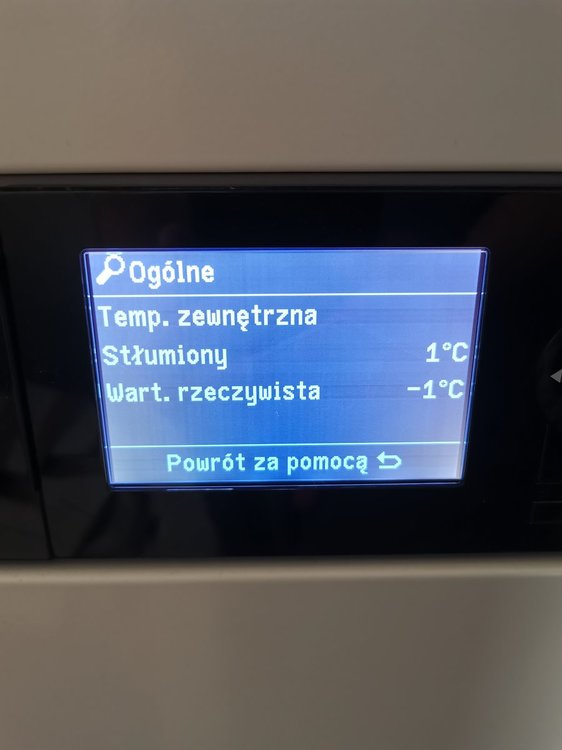 Ogólne
Temp. zewnętrzna
Stłumiony 1°C
Wart. rzeczywista -1°C
Powrót za pomocą